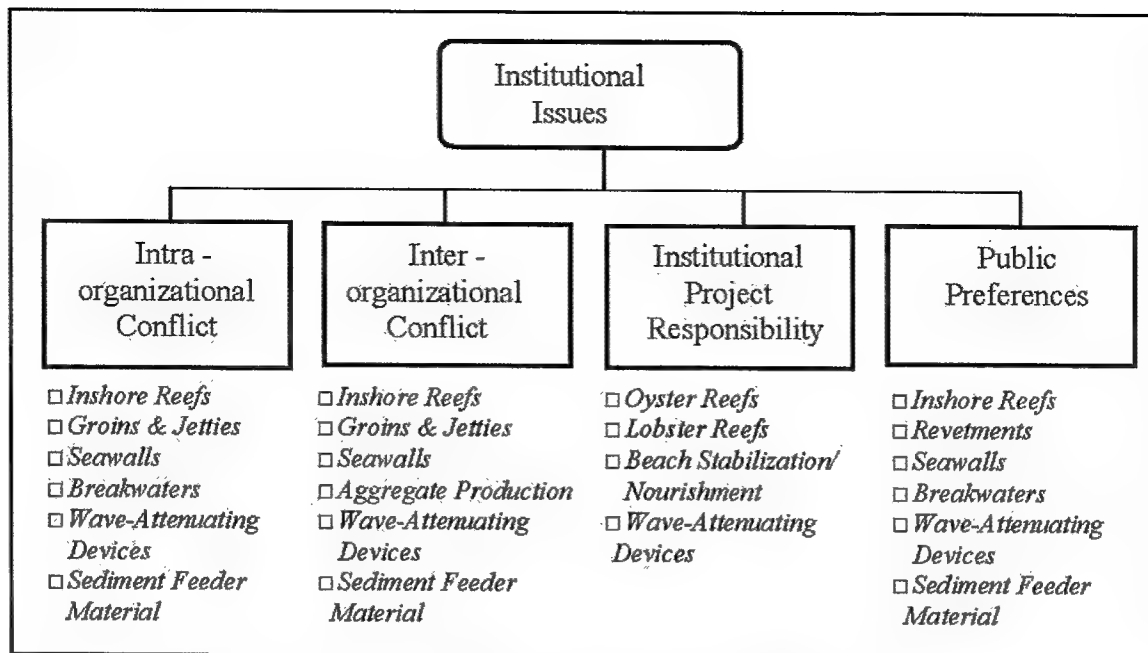 Institutional
Issues
Intra -
organizational
Conflict
□ Inshore Reefs
□ Groins & Jetties
□ Seawalls
□ Breakwaters
□ Wave-Attenuating
Devices
□ Sediment Feeder
Material
Inter -
organizational
Conflict
□ Inshore Reefs
□ Groins & Jetties
□ Seawalls
□ Aggregate Production
□ Wave-Attenuating
Devices
□ Sediment Feeder
Material
Institutional
Project
Responsibility
□ Oyster Reefs
□ Lobster Reefs
□ Beach Stabilization/
Nourishment
□ Wave-Attenuating
Devices
Public
Preferences
□ Inshore Reefs
□ Revetments
□ Seawalls
□ Breakwaters
□ Wave-Attenuating
Devices
□ Sediment Feeder
Material